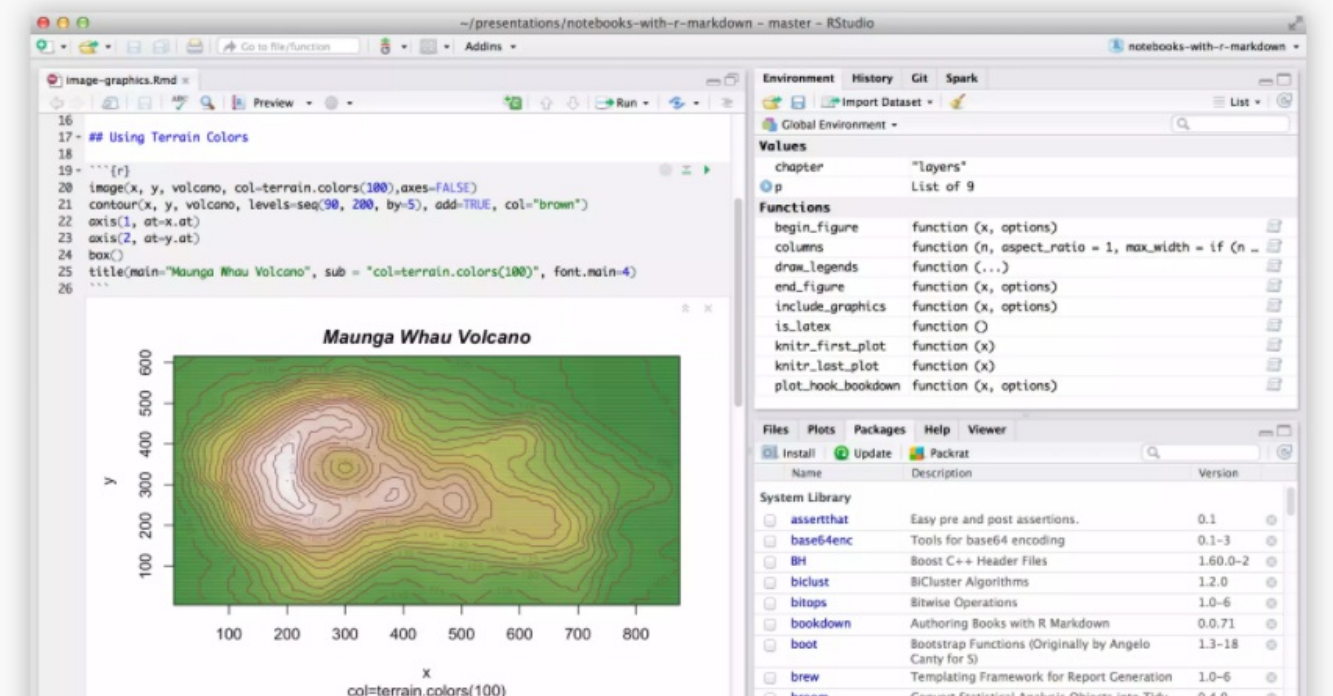 ~/presentations/notebooks-with-r-markdown - master - RStudio
Go to file/function
Addins
notebooks-with-r-markdown
image-graphics.Rmd
ABC
Preview
Run
16
17 ## Using Terrain Colors
18
19 ```{r}
20 image(x, y, volcano, col=terrain.colors(100),axes=FALSE)
21 contour(x, y, volcano, levels=seq(90, 200, by=5), add=TRUE, col="brown")
22 axis(1, at=x.at)
23 axis(2, at=y.at)
24 box()
25 title(main="Maunga Whau Volcano", sub = "col=terrain.colors(100)", font.main=4)
26 ```
Maunga Whau Volcano
600
500
400
300
200
100
y
100 200 300 400 500 600 700 800
x
col=terrain.colors(100)
Environment History Git Spark
Import Dataset
List
Global Environment
Values
chapter "layers"
p List of 9
Functions
begin_figure function (x, options)
columns function (n, aspect_ratio = 1, max_width = if (n …
draw_legends function (...)
end_figure function (x, options)
include_graphics function (x, options)
is_latex function ()
knitr_first_plot function (x)
knitr_last_plot function (x)
plot_hook_bookdown function (x, options)
Files Plots Packages Help Viewer
Install Update Packrat
Name Description Version
System Library
assertthat Easy pre and post assertions. 0.1
base64enc Tools for base64 encoding 0.1-3
BH Boost C++ Header Files 1.60.0-2
biclust BiCluster Algorithms 1.2.0
bitops Bitwise Operations 1.0-6
bookdown Authoring Books with R Markdown 0.0.71
boot Bootstrap Functions (Originally by Angelo 1.3-18
Canty for S)
brew Templating Framework for Report Generation 1.0-6